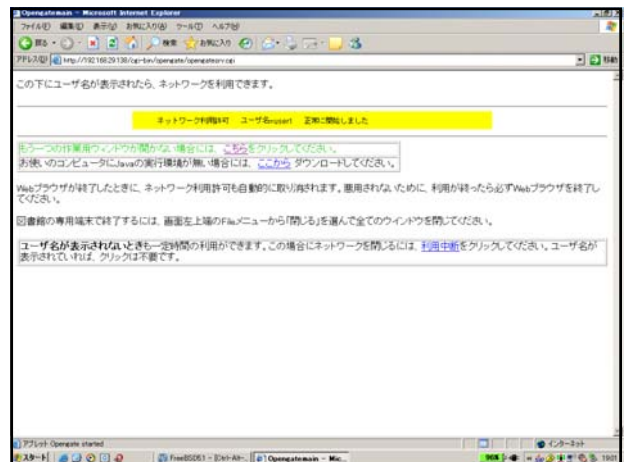 Opengatemain - Microsoft Internet Explorer
ファイル(F) 編集(E) 表示(V) お気に入り(A) ツール(T) ヘルプ(H)
戻る 検索 お気に入り
アドレス(D) http://192.168.29.138/cgi-bin/opengate/opengatesrv.cgi 移動
この下にユーザ名が表示されたら、ネットワークを利用できます。
ネットワーク利用許可 ユーザ名=user1 正常に開始しました
もう一つの作業用ウィンドウが開かない場合には、こちらをクリックしてください。
お使いのコンピュータにJavaの実行環境が無い場合には、ここから ダウンロードしてください。
Webブラウザが終了したときに、ネットワーク利用許可も自動的に取り消されます。悪用されないために、利用が終ったら必ずWebブラウザを終了し
てください。
図書館の専用端末で終了するには、画面左上端のFileメニューから「閉じる」を選んで全てのウインドウを閉じてください。
ユーザ名が表示されないときも一定時間の利用ができます。この場合にネットワークを閉じるには、利用中断をクリックしてください。ユーザ名が
表示されていれば、クリックは不要です。
アプレット Opengate started インターネット
スタート FreeBSD51 - [Ctrl-Alt-.. Opengatemain - Mic... 96% 19:01